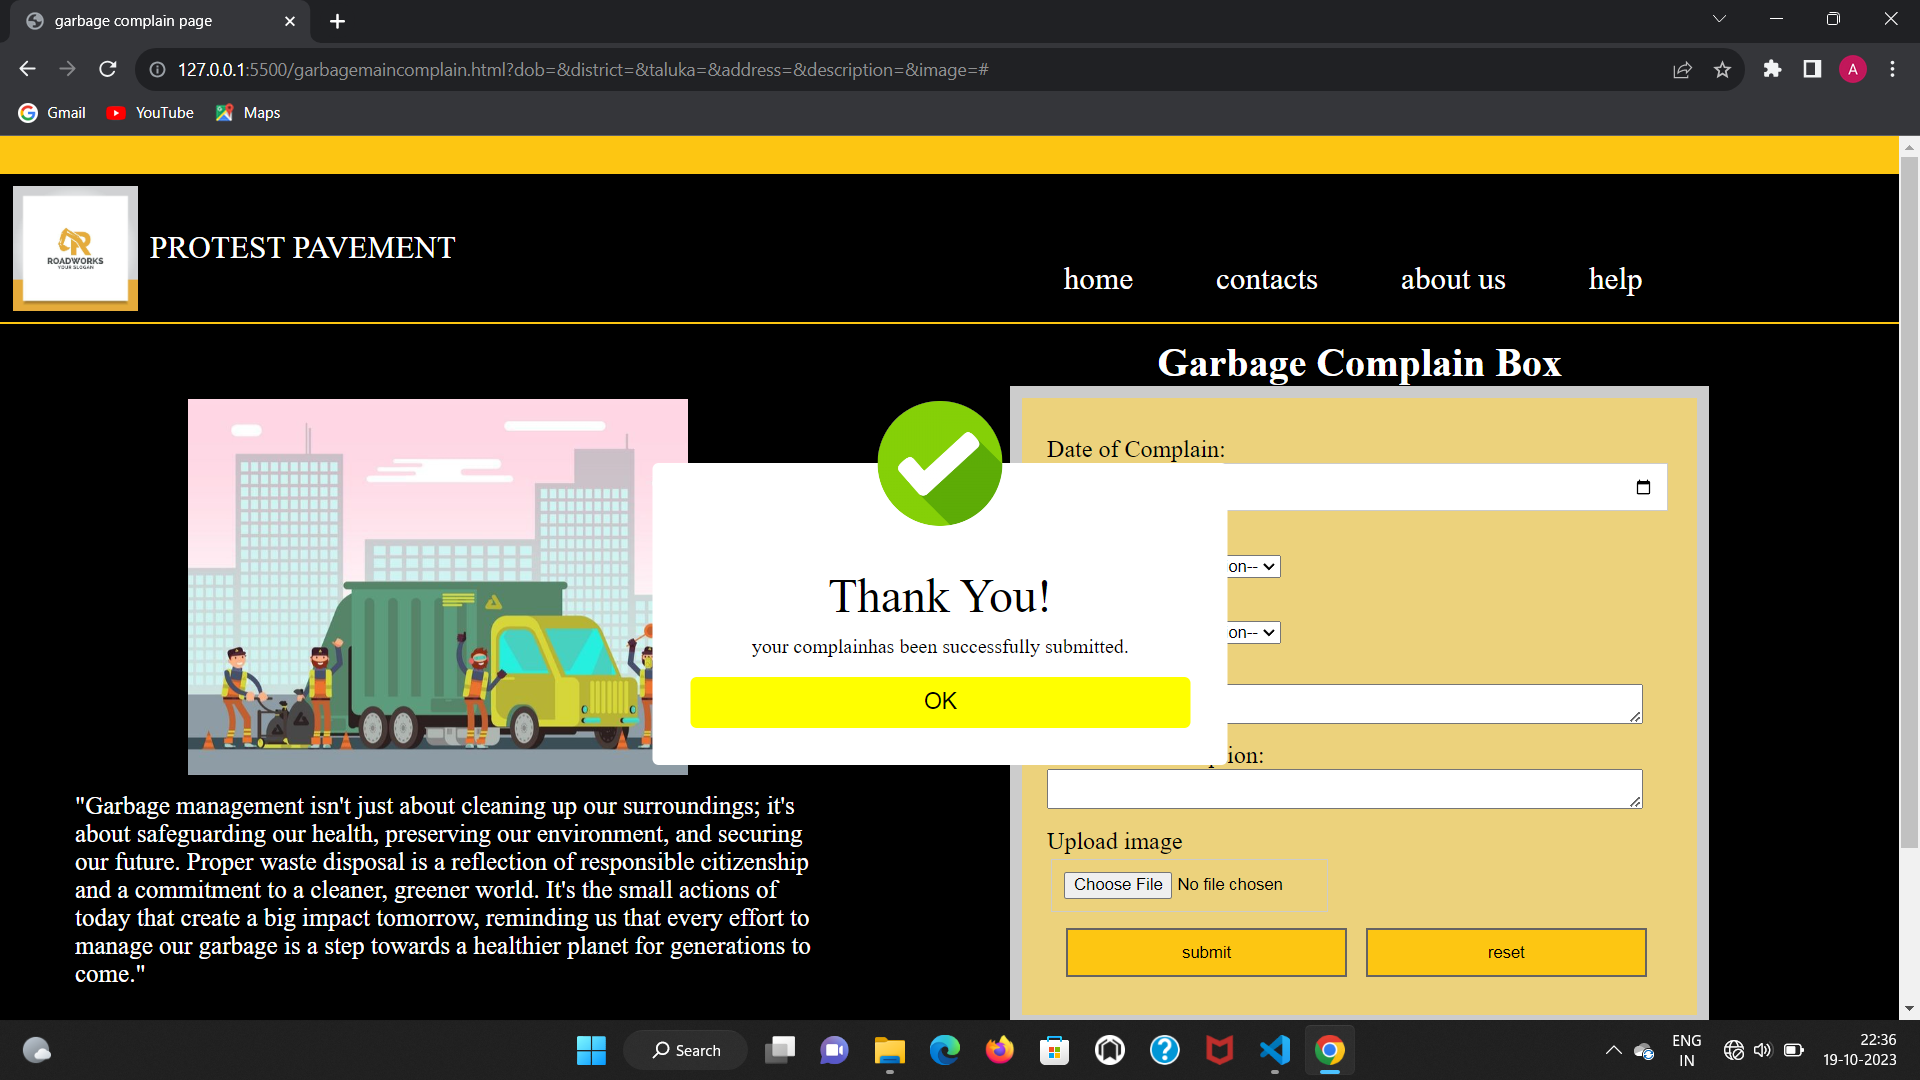 garbage complain page
127.0.0.1:5500/garbagemaincomplain.html?dob=&district=&taluka=&address=&description=&image=#
A
Gmail YouTube Maps
ROADWORKS
YOUR SLOGAN
PROTEST PAVEMENT
home contacts about us help
Garbage Complain Box
Date of Complain:
on--
on--
Thank You!
your complainhas been successfully submitted.
OK
ion:
Upload image
Choose File No file chosen
submit reset
"Garbage management isn't just about cleaning up our surroundings; it's
about safeguarding our health, preserving our environment, and securing
our future. Proper waste disposal is a reflection of responsible citizenship
and a commitment to a cleaner, greener world. It's the small actions of
today that create a big impact tomorrow, reminding us that every effort to
manage our garbage is a step towards a healthier planet for generations to
come."
Search
ENG
IN
22:36
19-10-2023